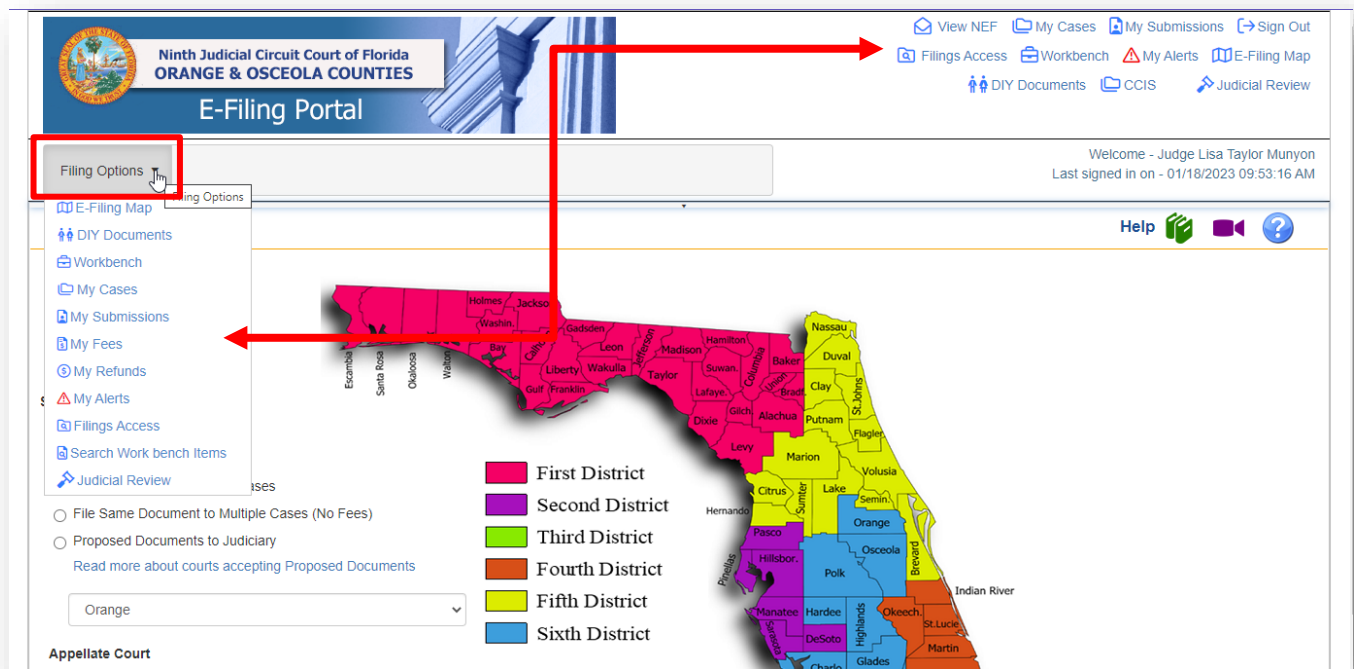 View NEF My Cases My Submissions Sign Out
Ninth Judicial Circuit Court of Florida
Filings Access Workbench My Alerts E-Filing Map
ORANGE & OSCEOLA COUNTIES
DIY Documents CCIS Judicial Review
E-Filing Portal
Filing Options
Welcome - Judge Lisa Taylor Munyon
Last signed in on - 01/18/2023 09:53:16 AM
Filing Options
E-Filing Map
Help
DIY Documents
Workbench
My Cases
My Submissions
My Fees
My Refunds
My Alerts
Filings Access
Search Work bench Items
Judicial Review
ases
File Same Document to Multiple Cases (No Fees)
Proposed Documents to Judiciary
Read more about courts accepting Proposed Documents
Orange
Appellate Court
First District
Second District
Third District
Fourth District
Fifth District
Sixth District
Holmes
Jackso
Washin.
Bay
Calho
Gadsden
Leon
Liberty
Wakulla
Gulf
Franklin
Jefferson
Madison
Taylor
Hamilton
Suwan.
Lafaye.
Columbia
Baker
Union
Bradf.
Dixie
Gilch.
Alachua
Levy
Escambia
Santa Rosa
Okaloosa
Walton
Nassau
Duval
Clay
St.Johns
Putnam
Flagler
Marion
Volusia
Citrus
Sumter
Lake
Semin.
Hernando
Orange
Pasco
Osceola
Brevard
Hillsbor.
Pinellas
Polk
Indian River
Manatee
Hardee
Highlands
Okeech.
St.Lucie
Sarasota
DeSoto
Martin
Charlo
Glades